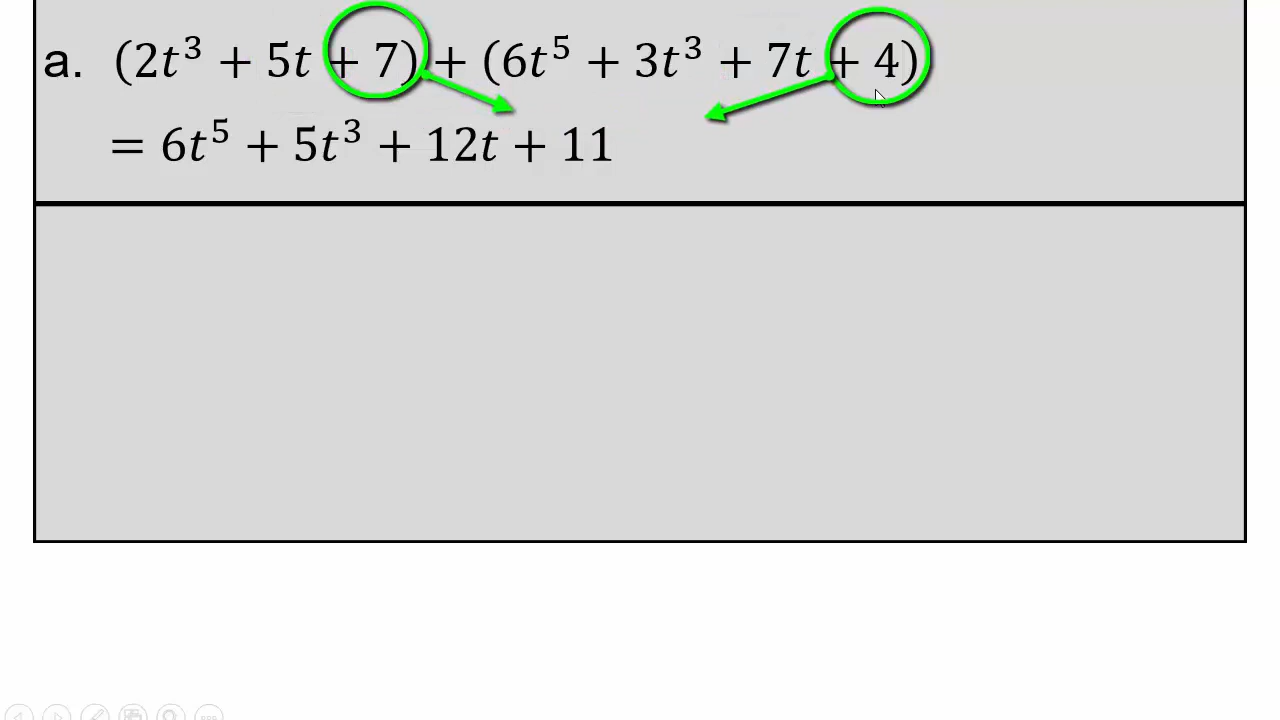 a. (2t³ + 5t + 7) + (6t⁵ + 3t³ + 7t + 4)
= 6t⁵ + 5t³ + 12t + 11